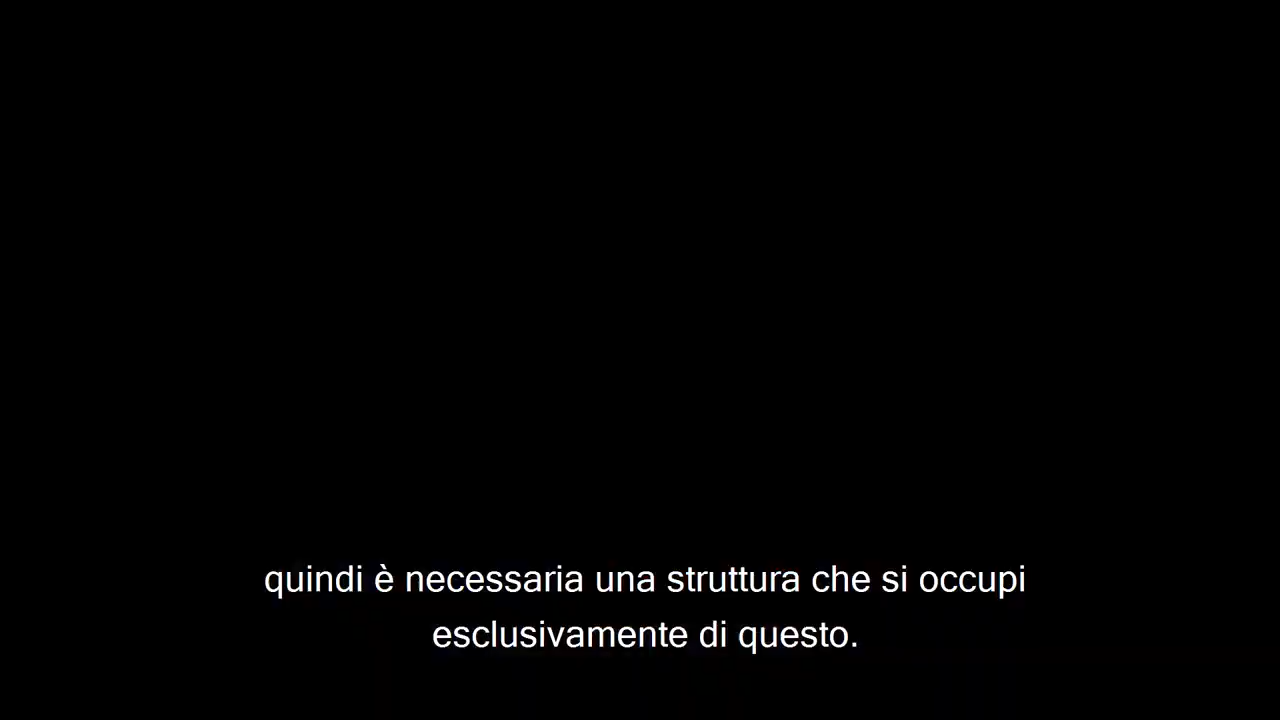 quindi è necessaria una struttura che si occupi
esclusivamente di questo.